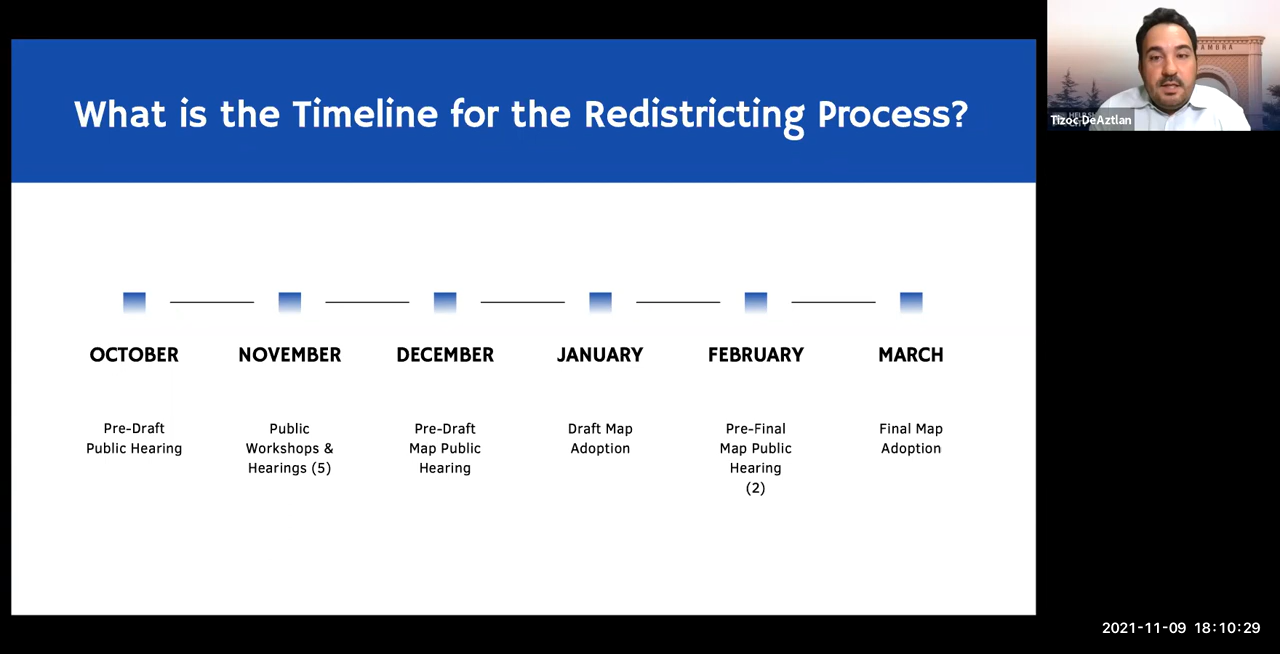 What is the Timeline for the Redistricting Process?
OCTOBER
NOVEMBER
DECEMBER
JANUARY
FEBRUARY
MARCH
Pre-Draft
Public Hearing
Public
Workshops &
Hearings (5)
Pre-Draft
Map Public
Hearing
Draft Map
Adoption
Pre-Final
Map Public
Hearing
(2)
Final Map
Adoption
Tizoc DeAztlan
2021-11-09 18:10:29